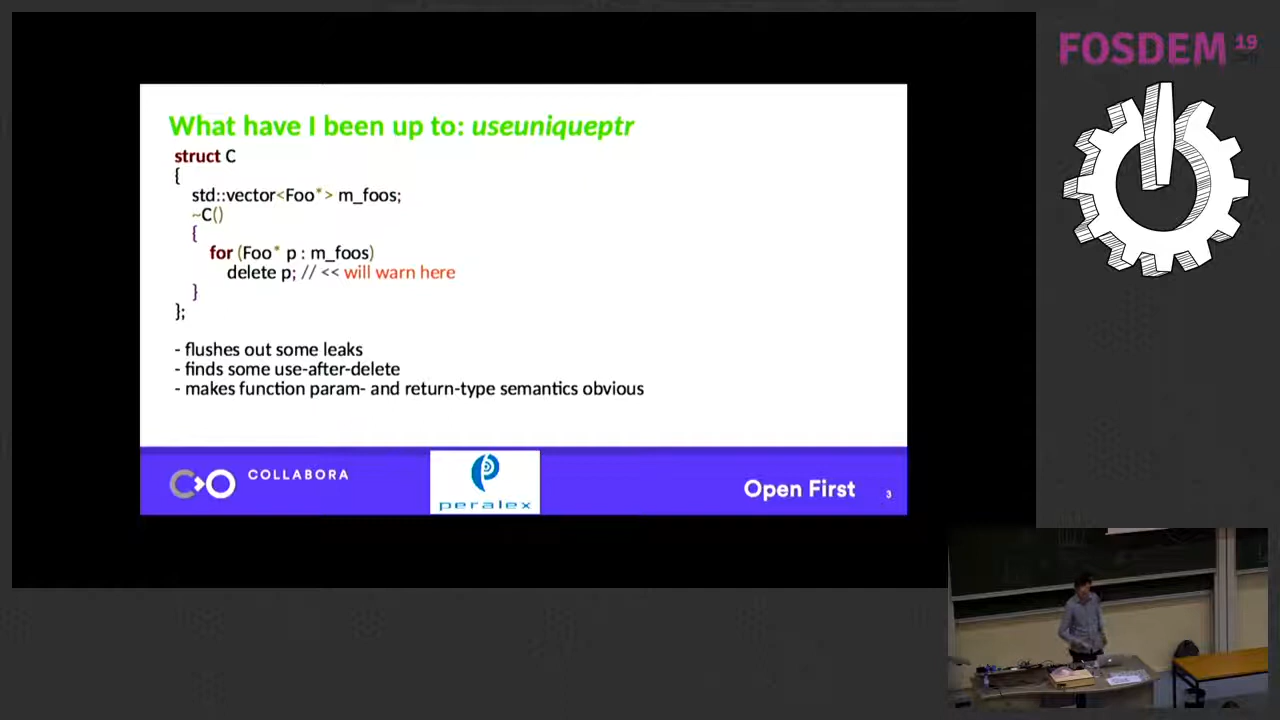 FOSDEM 19
What have I been up to: useuniqueptr
struct C
{
std::vector<Foo*> m_foos;
~C()
{
for (Foo* p : m_foos)
delete p; // << will warn here
}
};
- flushes out some leaks
- finds some use-after-delete
- makes function param- and return-type semantics obvious
COLLABORA
peralex
Open First
3